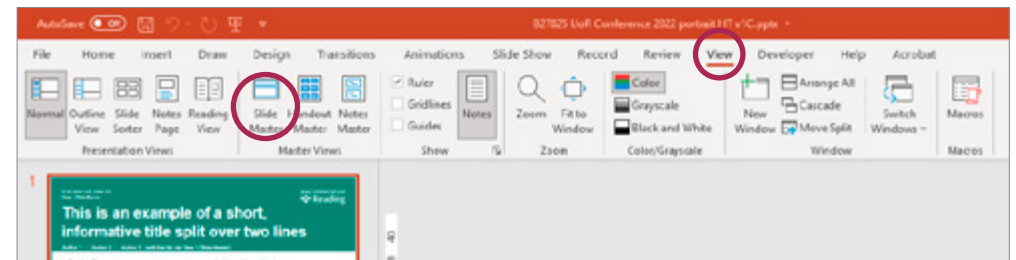 AutoSave Off B27825 UoR Conference 2022 portrait HT v1C.pptx
File Home Insert Draw Design Transitions Animations Slide Show Record Review View Developer Help Acrobat
Normal Outline View Slide Sorter Notes Page Reading View
Presentation Views
Slide Master Handout Master Notes Master
Master Views
Ruler
Gridlines
Guides
Notes
Show
Zoom Fit to Window
Zoom
Color
Grayscale
Black and White
Color/Grayscale
New Window
Arrange All
Cascade
Move Split
Switch Windows
Window
Macros
Macros
1
Reading
This is an example of a short,
informative title split over two lines
40